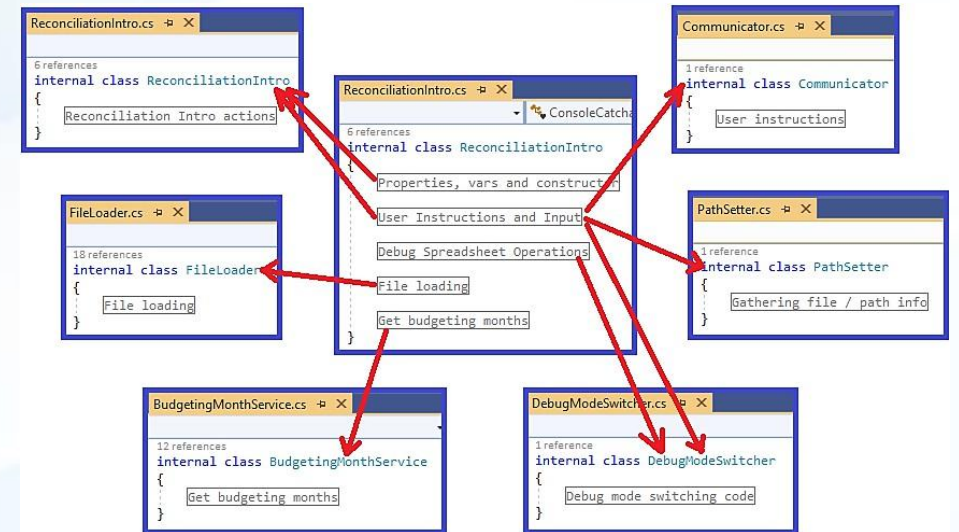 ReconciliationIntro.cs
6 references
internal class ReconciliationIntro
{
Reconciliation Intro actions
}
ReconciliationIntro.cs
ConsoleCatcha
6 references
internal class ReconciliationIntro
{
Properties, vars and constructor
User Instructions and Input
Debug Spreadsheet Operations
File loading
Get budgeting months
}
Communicator.cs
1 reference
internal class Communicator
{
User instructions
}
FileLoader.cs
18 references
internal class FileLoader
{
File loading
}
PathSetter.cs
1 reference
internal class PathSetter
{
Gathering file / path info
}
BudgetingMonthService.cs
12 references
internal class BudgetingMonthService
{
Get budgeting months
}
DebugModeSwitcher.cs
1 reference
internal class DebugModeSwitcher
{
Debug mode switching code
}